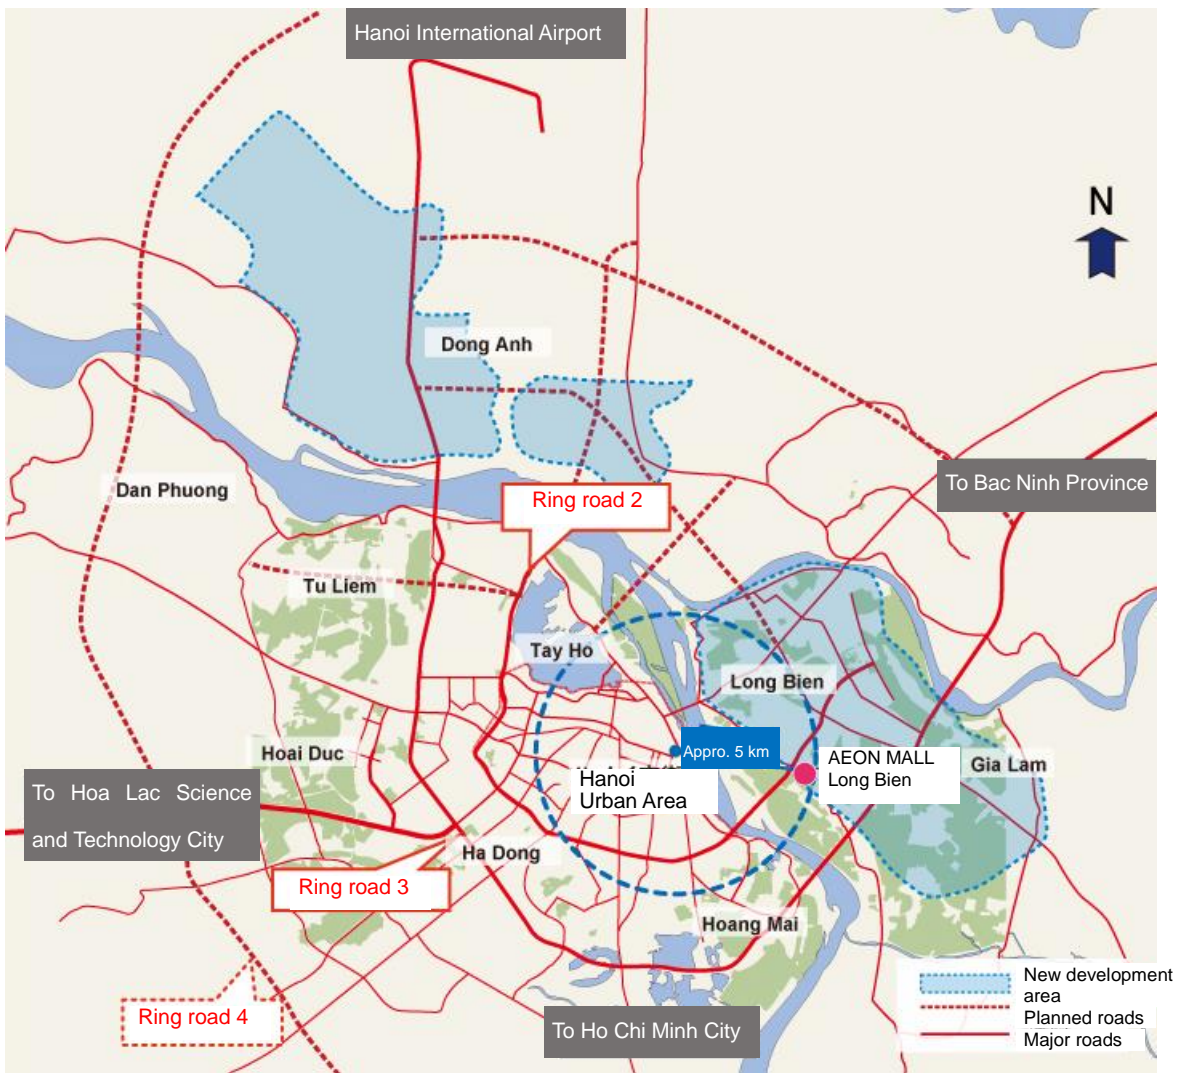 Hanoi International Airport
N
Dong Anh
To Bac Ninh Province
Dan Phuong
Ring road 2
Tu Liem
Tay Ho
Long Bien
Hoai Duc
Appro. 5 km
AEON MALL
Long Bien
Gia Lam
Hanoi
Urban Area
To Hoa Lac Science
and Technology City
Ha Dong
Ring road 3
Hoang Mai
New development
area
Planned roads
Major roads
Ring road 4
To Ho Chi Minh City